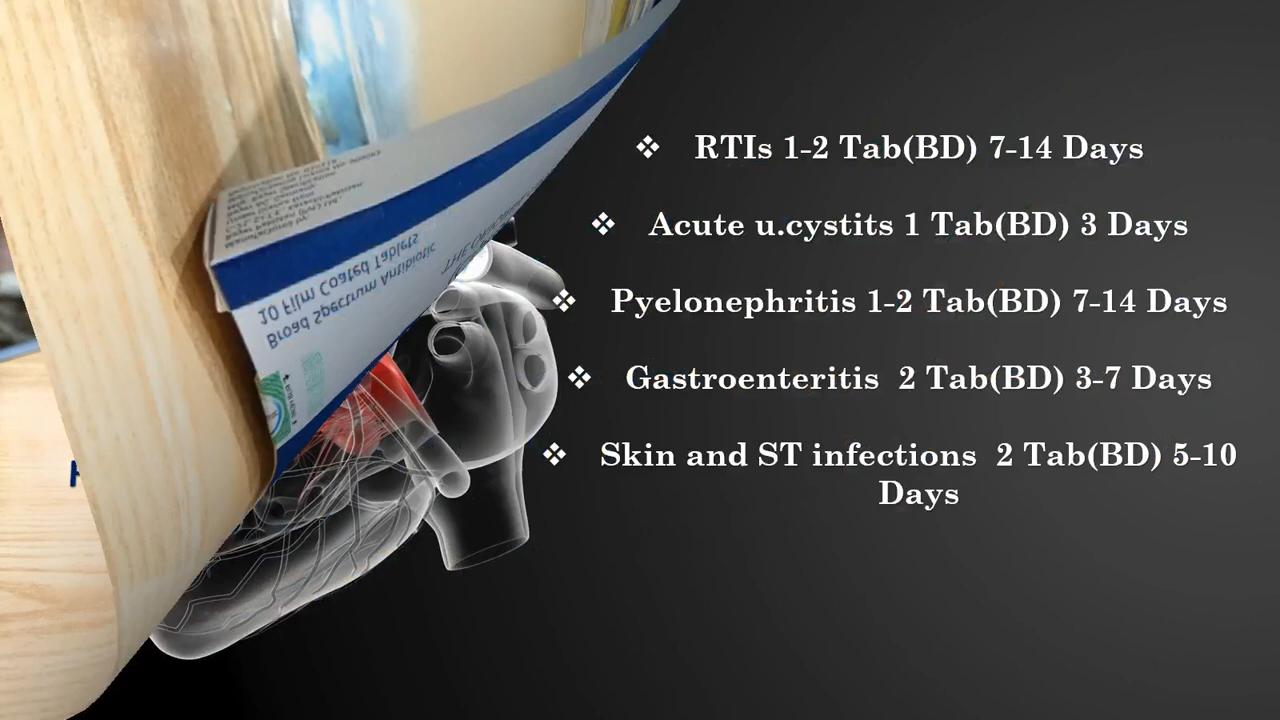 ❖ RTIs 1-2 Tab(BD) 7-14 Days
❖ Acute u.cystits 1 Tab(BD) 3 Days
❖ Pyelonephritis 1-2 Tab(BD) 7-14 Days
❖ Gastroenteritis 2 Tab(BD) 3-7 Days
❖ Skin and ST infections 2 Tab(BD) 5-10
Days
10 Film Coated Tablets
Broad Spectrum Antibiotic